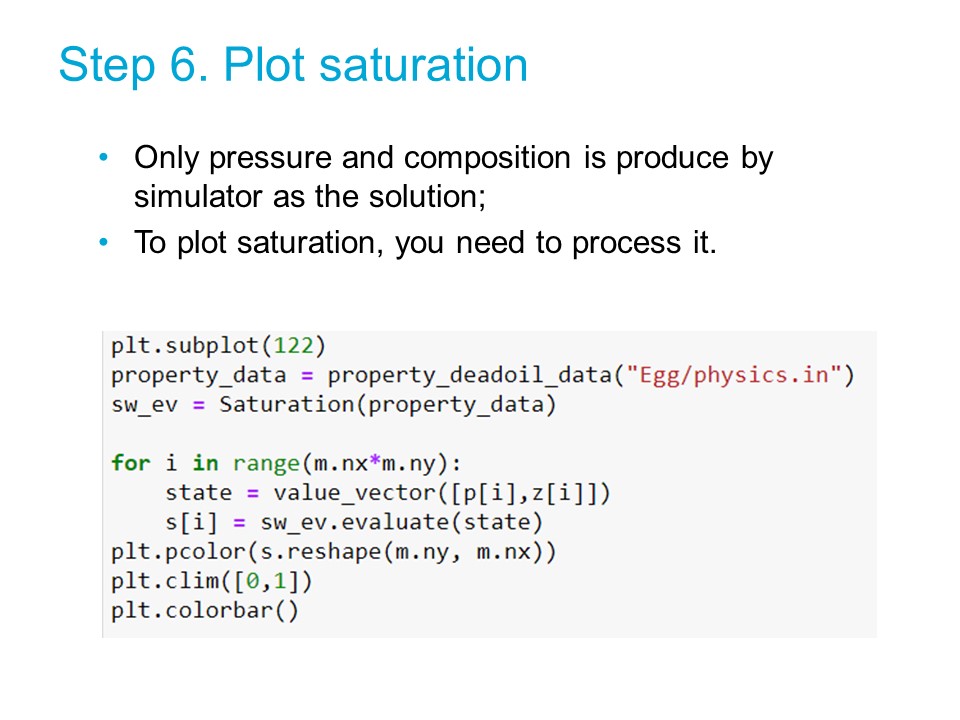 Step 6. Plot saturation
• Only pressure and composition is produce by
simulator as the solution;
• To plot saturation, you need to process it.
plt.subplot(122)
property_data = property_deadoil_data("Egg/physics.in")
sw_ev = Saturation(property_data)

for i in range(m.nx*m.ny):
    state = value_vector([p[i],z[i]])
    s[i] = sw_ev.evaluate(state)
plt.pcolor(s.reshape(m.ny, m.nx))
plt.clim([0,1])
plt.colorbar()